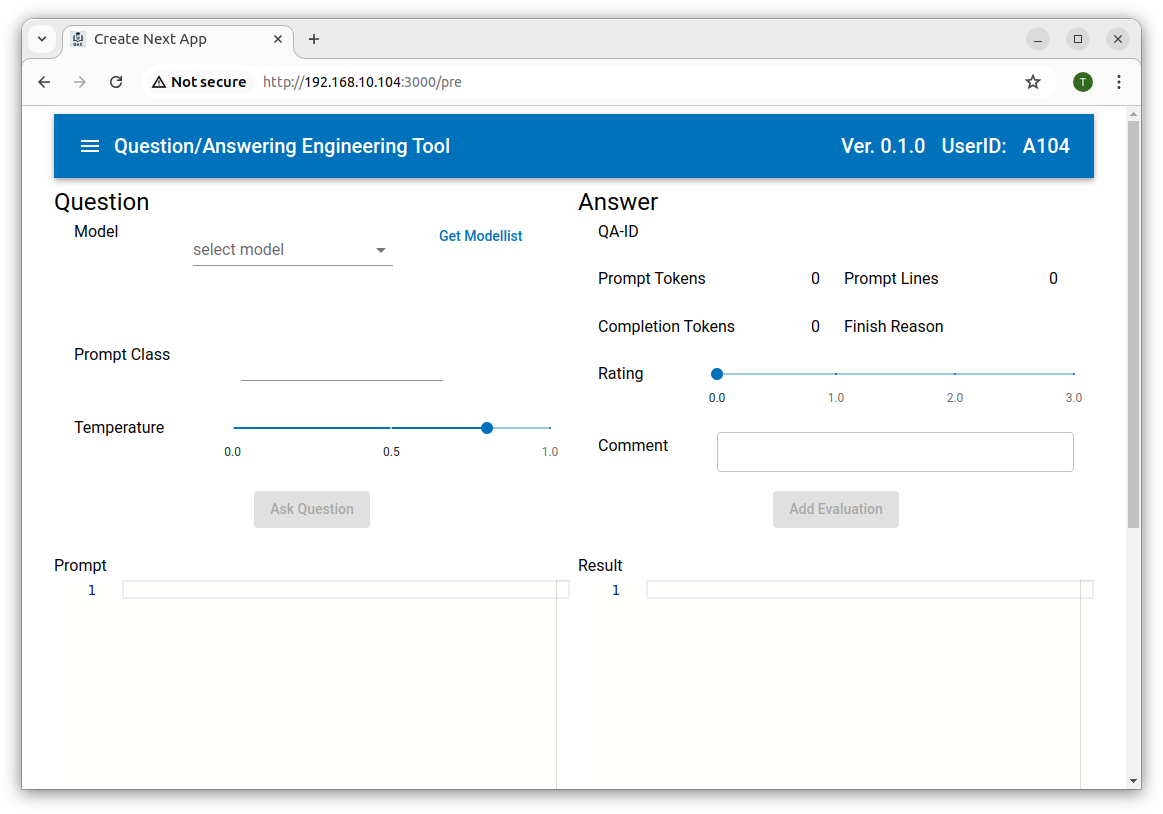 Create Next App
Not secure http://192.168.10.104:3000/pre T
Question/Answering Engineering Tool Ver. 0.1.0 UserID: A104
Question
Model
select model
Get Modellist
Prompt Class
Temperature
0.0 0.5 1.0
Ask Question
Answer
QA-ID
Prompt Tokens 0 Prompt Lines 0
Completion Tokens 0 Finish Reason
Rating
0.0 1.0 2.0 3.0
Comment
Add Evaluation
Prompt
1
Result
1